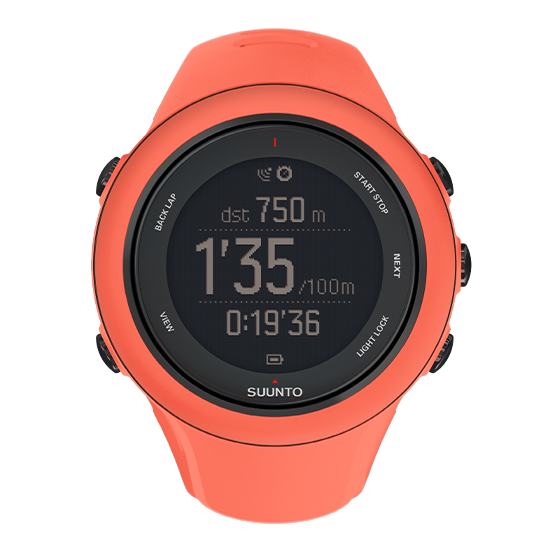 BACK LAP
START STOP
dst 750 m
1'35 /100m
NEXT
0:19'36
VIEW
LIGHT LOCK
SUUNTO